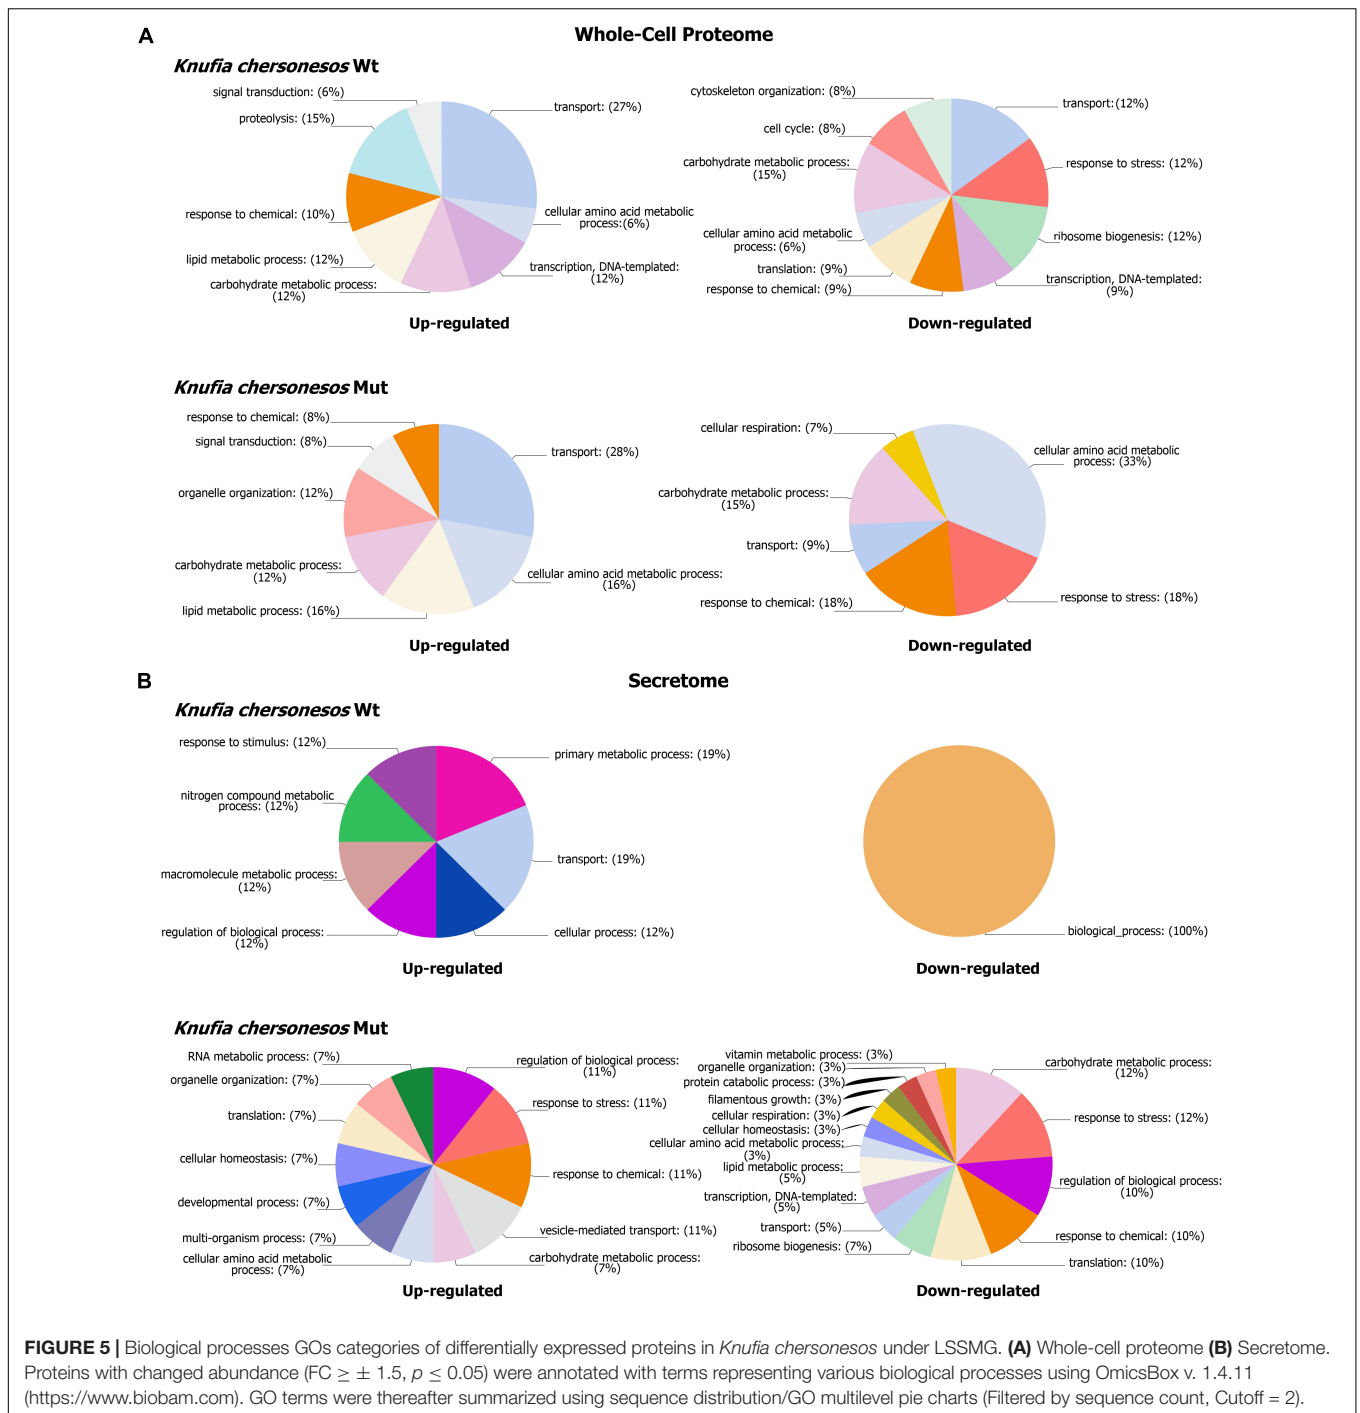 A
Whole-Cell Proteome
Knufia chersonesos Wt
signal transduction: (6%)
proteolysis: (15%)
response to chemical: (10%)
lipid metabolic process: (12%)
carbohydrate metabolic process:
(12%)
transport: (27%)
cellular amino acid metabolic
process:(6%)
transcription, DNA-templated:
(12%)
Up-regulated
cytoskeleton organization: (8%)
cell cycle: (8%)
carbohydrate metabolic process:
(15%)
cellular amino acid metabolic
process: (6%)
translation: (9%)
response to chemical: (9%)
transport:(12%)
response to stress: (12%)
ribosome biogenesis: (12%)
transcription, DNA-templated:
(9%)
Down-regulated
Knufia chersonesos Mut
response to chemical: (8%)
signal transduction: (8%)
organelle organization: (12%)
carbohydrate metabolic process:
(12%)
lipid metabolic process: (16%)
transport: (28%)
cellular amino acid metabolic process:
(16%)
Up-regulated
cellular respiration: (7%)
carbohydrate metabolic process:
(15%)
transport: (9%)
response to chemical: (18%)
cellular amino acid metabolic
process: (33%)
response to stress: (18%)
Down-regulated
B
Secretome
Knufia chersonesos Wt
response to stimulus: (12%)
nitrogen compound metabolic
process: (12%)
macromolecule metabolic process:
(12%)
regulation of biological process:
(12%)
primary metabolic process: (19%)
transport: (19%)
cellular process: (12%)
Up-regulated
biological_process: (100%)
Down-regulated
Knufia chersonesos Mut
RNA metabolic process: (7%)
organelle organization: (7%)
translation: (7%)
cellular homeostasis: (7%)
developmental process: (7%)
multi-organism process: (7%)
cellular amino acid metabolic
process: (7%)
regulation of biological process:
(11%)
response to stress: (11%)
response to chemical: (11%)
vesicle-mediated transport: (11%)
carbohydrate metabolic process:
(7%)
Up-regulated
vitamin metabolic process: (3%)
organelle organization: (3%)
protein catabolic process: (3%)
filamentous growth: (3%)
cellular respiration: (3%)
cellular homeostasis: (3%)
cellular amino acid metabolic process:
(3%)
lipid metabolic process:
(5%)
transcription, DNA-templated:
(5%)
transport: (5%)
ribosome biogenesis: (7%)
carbohydrate metabolic process:
(12%)
response to stress: (12%)
regulation of biological process:
(10%)
response to chemical: (10%)
translation: (10%)
Down-regulated
FIGURE 5 | Biological processes GOs categories of differentially expressed proteins in Knufia chersonesos under LSSMG. (A) Whole-cell proteome (B) Secretome.
Proteins with changed abundance (FC ≥ ± 1.5, p ≤ 0.05) were annotated with terms representing various biological processes using OmicsBox v. 1.4.11
(https://www.biobam.com). GO terms were thereafter summarized using sequence distribution/GO multilevel pie charts (Filtered by sequence count, Cutoff = 2).